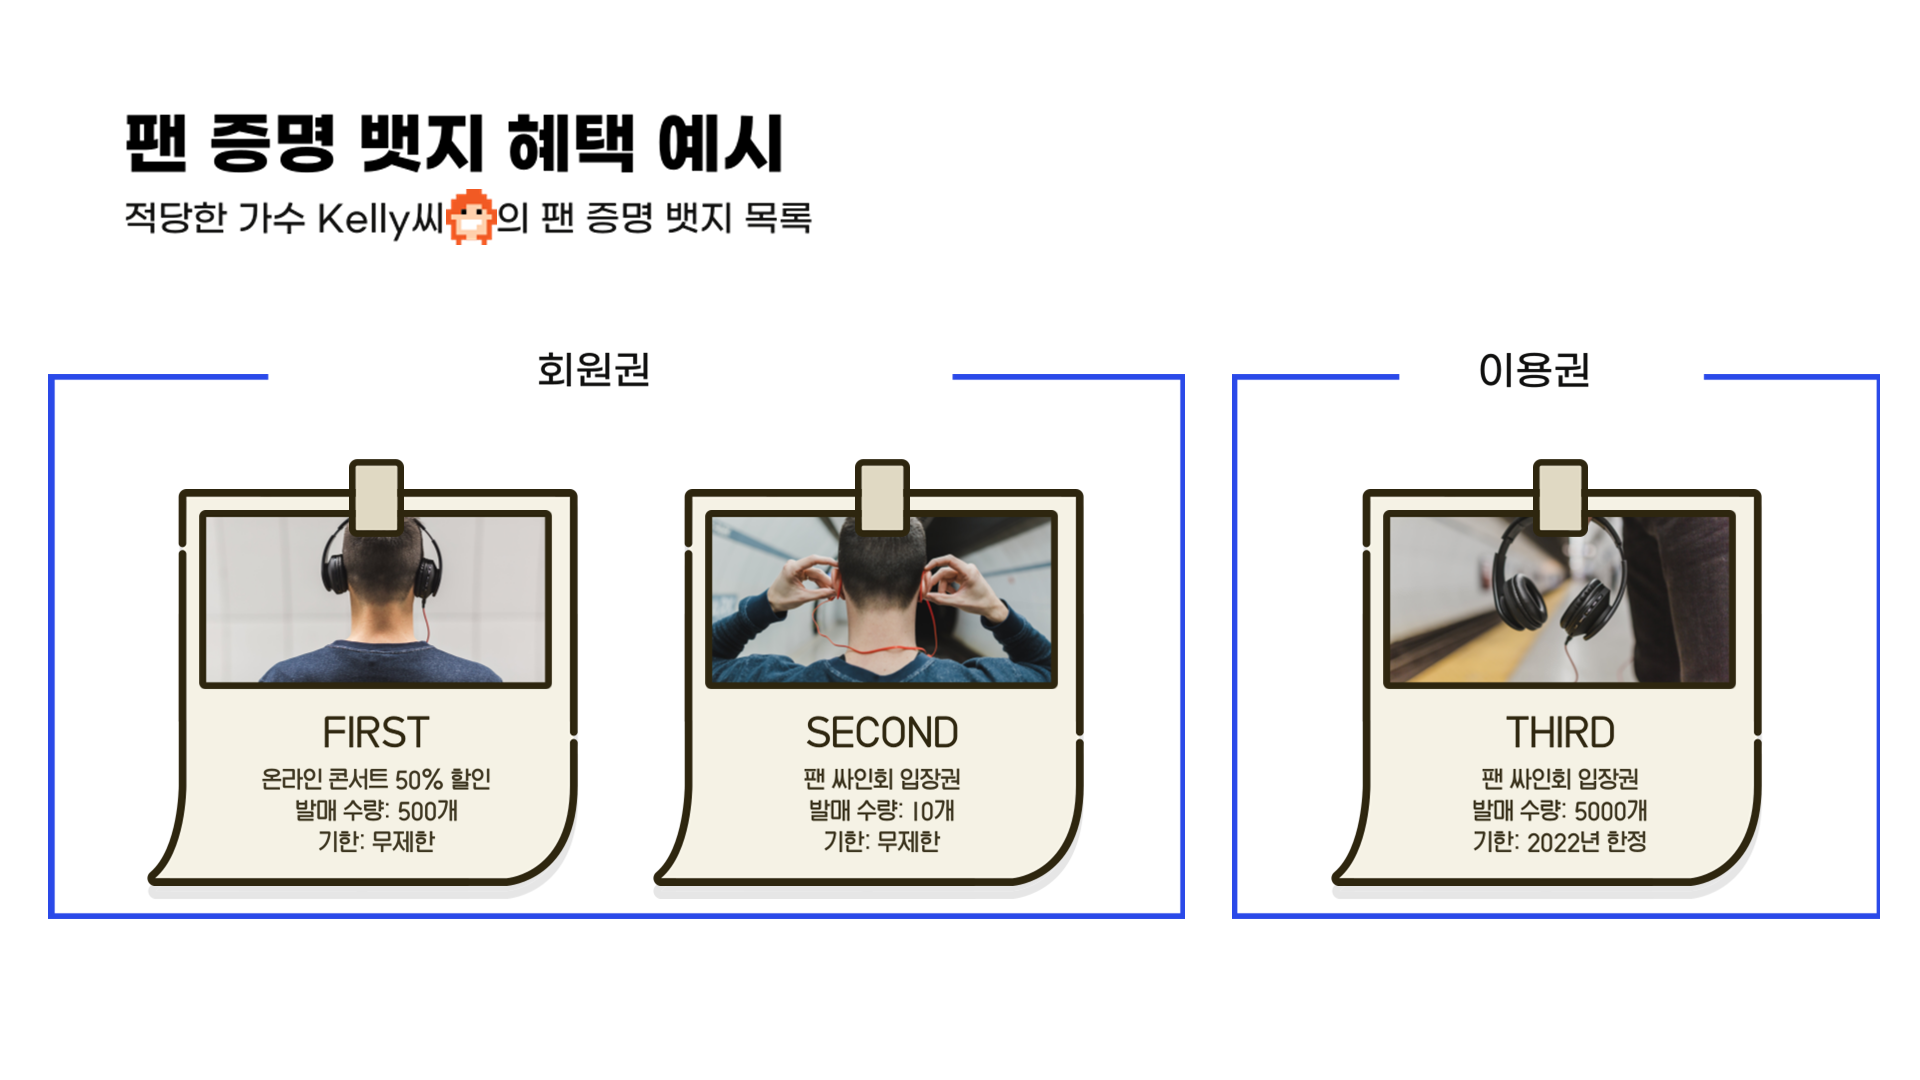 팬 증명 뱃지 혜택 예시
적당한 가수 Kelly씨의 팬 증명 뱃지 목록
회원권
FIRST
온라인 콘서트 50% 할인
발매 수량: 500개
기한: 무제한
SECOND
팬 싸인회 입장권
발매 수량: 10개
기한: 무제한
이용권
THIRD
팬 싸인회 입장권
발매 수량: 5000개
기한: 2022년 한정